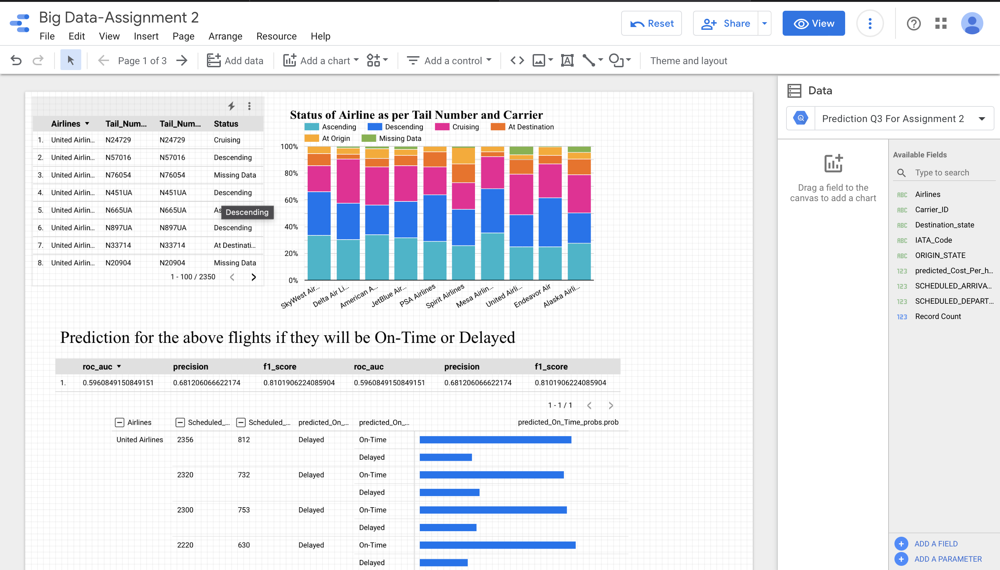 Big Data-Assignment 2
File Edit View Insert Page Arrange Resource Help
Reset Share View
Page 1 of 3 Add data Add a chart Add a control Theme and layout
Airlines Tail_Num... Tail_Num... Status
1. United Airlin... N24729 N24729 Cruising
2. United Airlin... N57016 N57016 Descending
3. United Airlin... N76054 N76054 Missing Data
4. United Airlin... N451UA N451UA Descending
5. United Airlin... N665UA N665UA As
Descending
6. United Airlin... N897UA N897UA Descending
7. United Airlin... N33714 N33714 At Destinati...
8. United Airlin... N20904 N20904 Missing Data
1 - 100 / 2350
Status of Airline as per Tail Number and Carrier
Ascending Descending Cruising At Destination
At Origin Missing Data
100%
80%
60%
40%
20%
0%
SkyWest Air... Delta Air Li... American A... JetBlue Air... PSA Airlines Spirit Airlines Mesa Airlin... United Airli... Endeavor Air Alaska Airli...
Prediction for the above flights if they will be On-Time or Delayed
roc_auc precision f1_score roc_auc precision f1_score
1. 0.5960849150849151 0.681206066622174 0.8101906224085904 0.5960849150849151 0.681206066622174 0.8101906224085904
1 - 1 / 1
Airlines Scheduled_... Scheduled_... predicted_On_... predicted_On_... predicted_On_Time_probs.prob
United Airlines 2356 812 Delayed On-Time
Delayed
2320 732 Delayed On-Time
Delayed
2300 753 Delayed On-Time
Delayed
2220 630 Delayed On-Time
Delayed
Data
Prediction Q3 For Assignment 2
Drag a field to the
canvas to add a chart
Available Fields
Type to search
ABC Airlines
ABC Carrier_ID
ABC Destination_state
ABC IATA_Code
ABC ORIGIN_STATE
123 predicted_Cost_Per_h...
123 SCHEDULED_ARRIVA...
123 SCHEDULED_DEPART...
123 Record Count
ADD A FIELD
ADD A PARAMETER